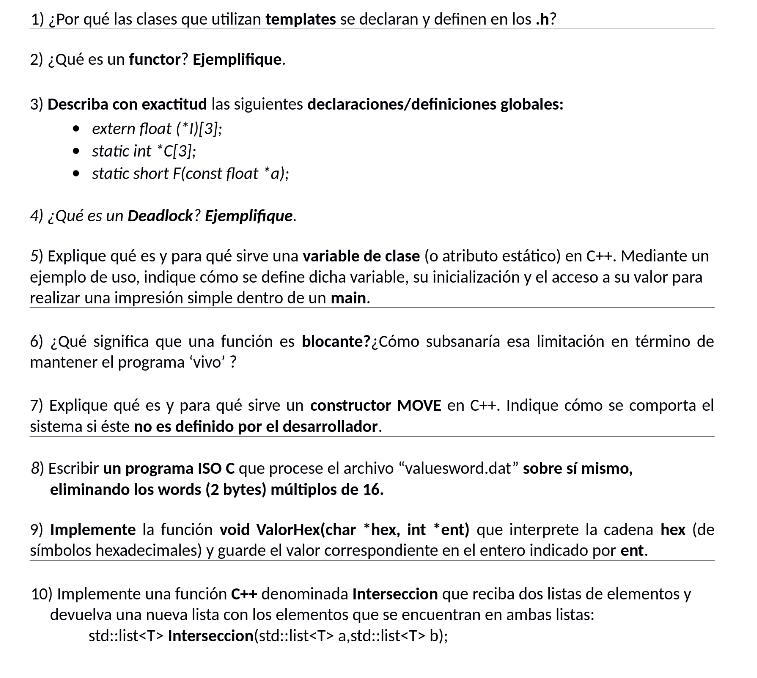 1) ¿Por qué las clases que utilizan templates se declaran y definen en los .h?
2) ¿Qué es un functor? Ejemplifique.
3) Describa con exactitud las siguientes declaraciones/definiciones globales:
• extern float (*I)[3];
• static int *C[3];
• static short F(const float *a);
4) ¿Qué es un Deadlock? Ejemplifique.
5) Explique qué es y para qué sirve una variable de clase (o atributo estático) en C++. Mediante un
ejemplo de uso, indique cómo se define dicha variable, su inicialización y el acceso a su valor para
realizar una impresión simple dentro de un main.
6) ¿Qué significa que una función es blocante?¿Cómo subsanaría esa limitación en término de
mantener el programa ‘vivo’ ?
7) Explique qué es y para qué sirve un constructor MOVE en C++. Indique cómo se comporta el
sistema si éste no es definido por el desarrollador.
8) Escribir un programa ISO C que procese el archivo “valuesword.dat” sobre sí mismo,
eliminando los words (2 bytes) múltiplos de 16.
9) Implemente la función void ValorHex(char *hex, int *ent) que interprete la cadena hex (de
símbolos hexadecimales) y guarde el valor correspondiente en el entero indicado por ent.
10) Implemente una función C++ denominada Interseccion que reciba dos listas de elementos y
devuelva una nueva lista con los elementos que se encuentran en ambas listas:
std::list<T> Interseccion(std::list<T> a,std::list<T> b);